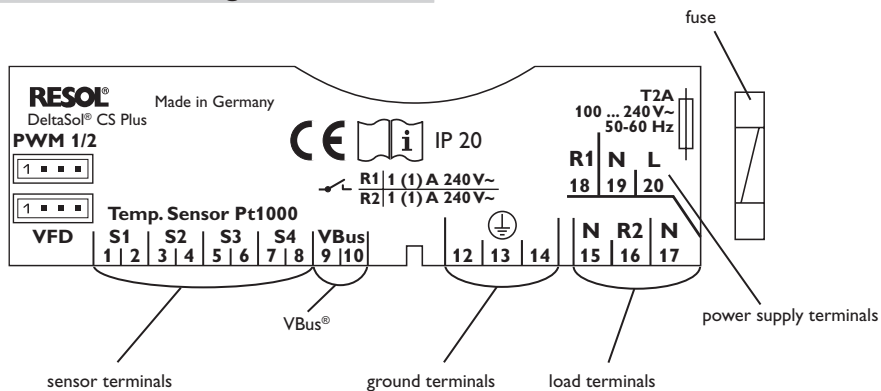 fuse
RESOL®
DeltaSol® CS Plus
Made in Germany
PWM 1/2
1
1
VFD
CE
i
IP 20
T2A
100 ... 240 V~
50-60 Hz
R1 1 (1) A 240 V~
R2 1 (1) A 240 V~
R1 N L
18 19 20
Temp. Sensor Pt1000
S1 S2 S3 S4 VBus
1 2 3 4 5 6 7 8 9 10
12 13 14
N R2 N
15 16 17
VBus®
power supply terminals
sensor terminals
ground terminals
load terminals